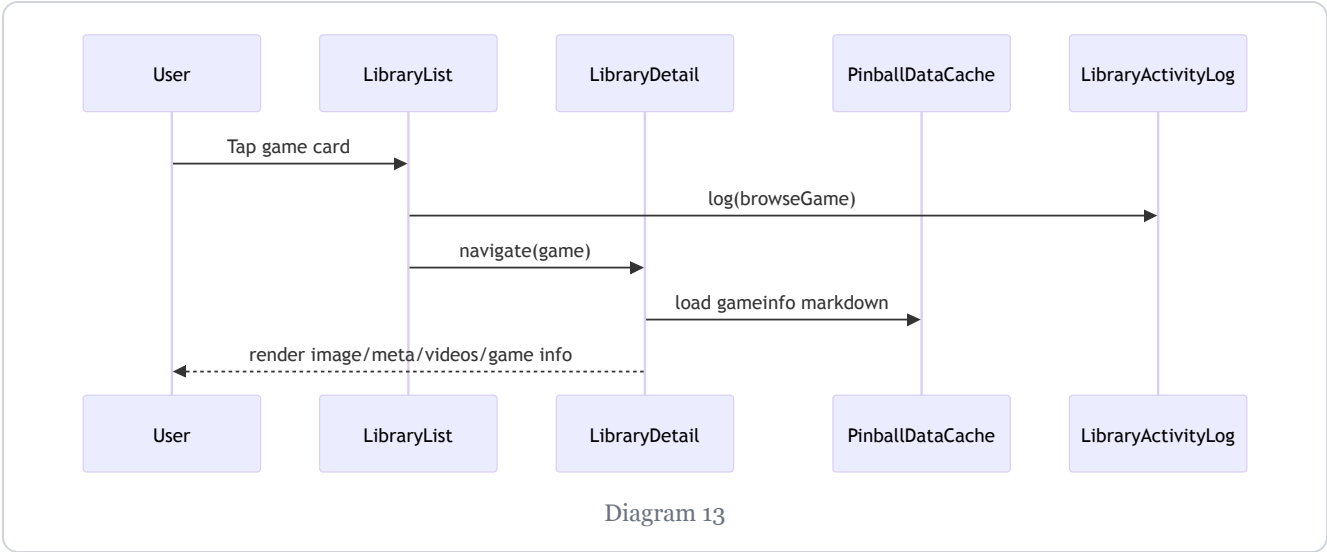 User LibraryList LibraryDetail PinballDataCache LibraryActivityLog
Tap game card
log(browseGame)
navigate(game)
load gameinfo markdown
render image/meta/videos/game info
User LibraryList LibraryDetail PinballDataCache LibraryActivityLog
Diagram 13